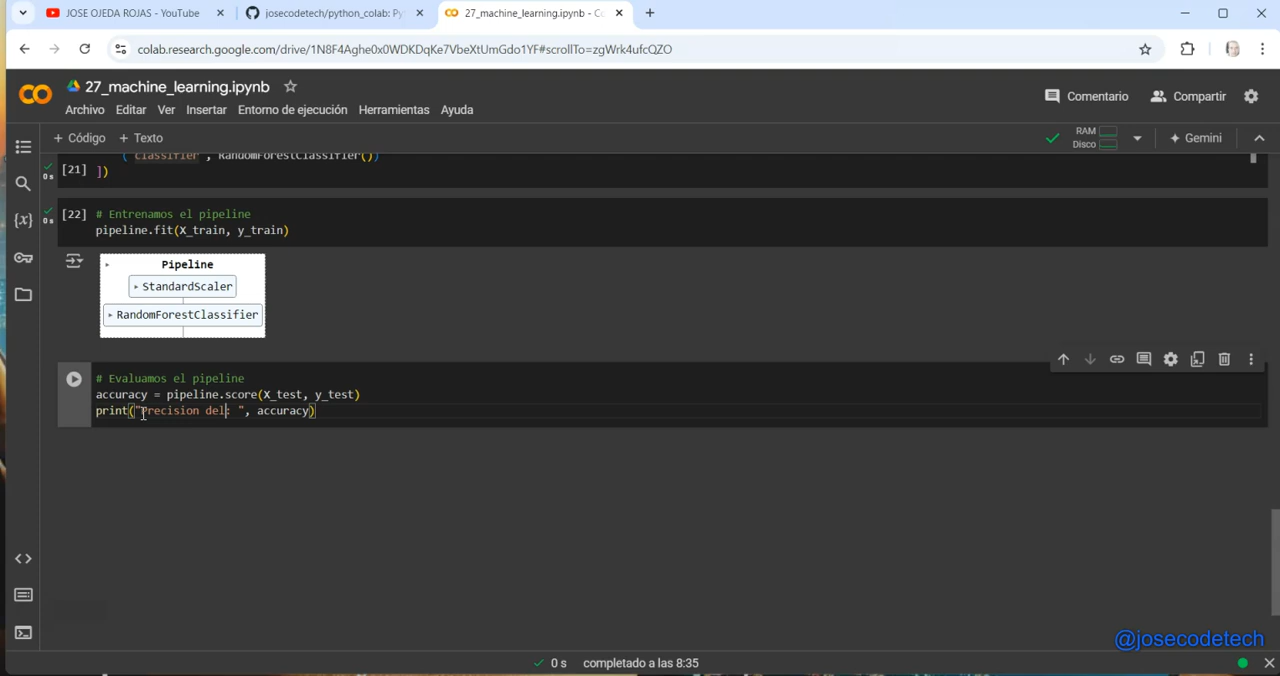 JOSE OJEDA ROJAS - YouTube
josecodetech/python_colab: Py
27_machine_learning.ipynb - Co
colab.research.google.com/drive/1N8F4Aghe0x0WDKDqKe7VbeXtUmGdo1YF#scrollTo=zgWrk4ufcQZO
27_machine_learning.ipynb
Archivo Editar Ver Insertar Entorno de ejecución Herramientas Ayuda
Comentario
Compartir
+ Código + Texto
RAM
Disco
Gemini
('classifier', RandomForestClassifier())
[21] ])
0 s
[22] # Entrenamos el pipeline
0 s
pipeline.fit(X_train, y_train)
Pipeline
StandardScaler
RandomForestClassifier
# Evaluamos el pipeline
accuracy = pipeline.score(X_test, y_test)
print("Precision del: ", accuracy)
@josecodetech
0 s completado a las 8:35